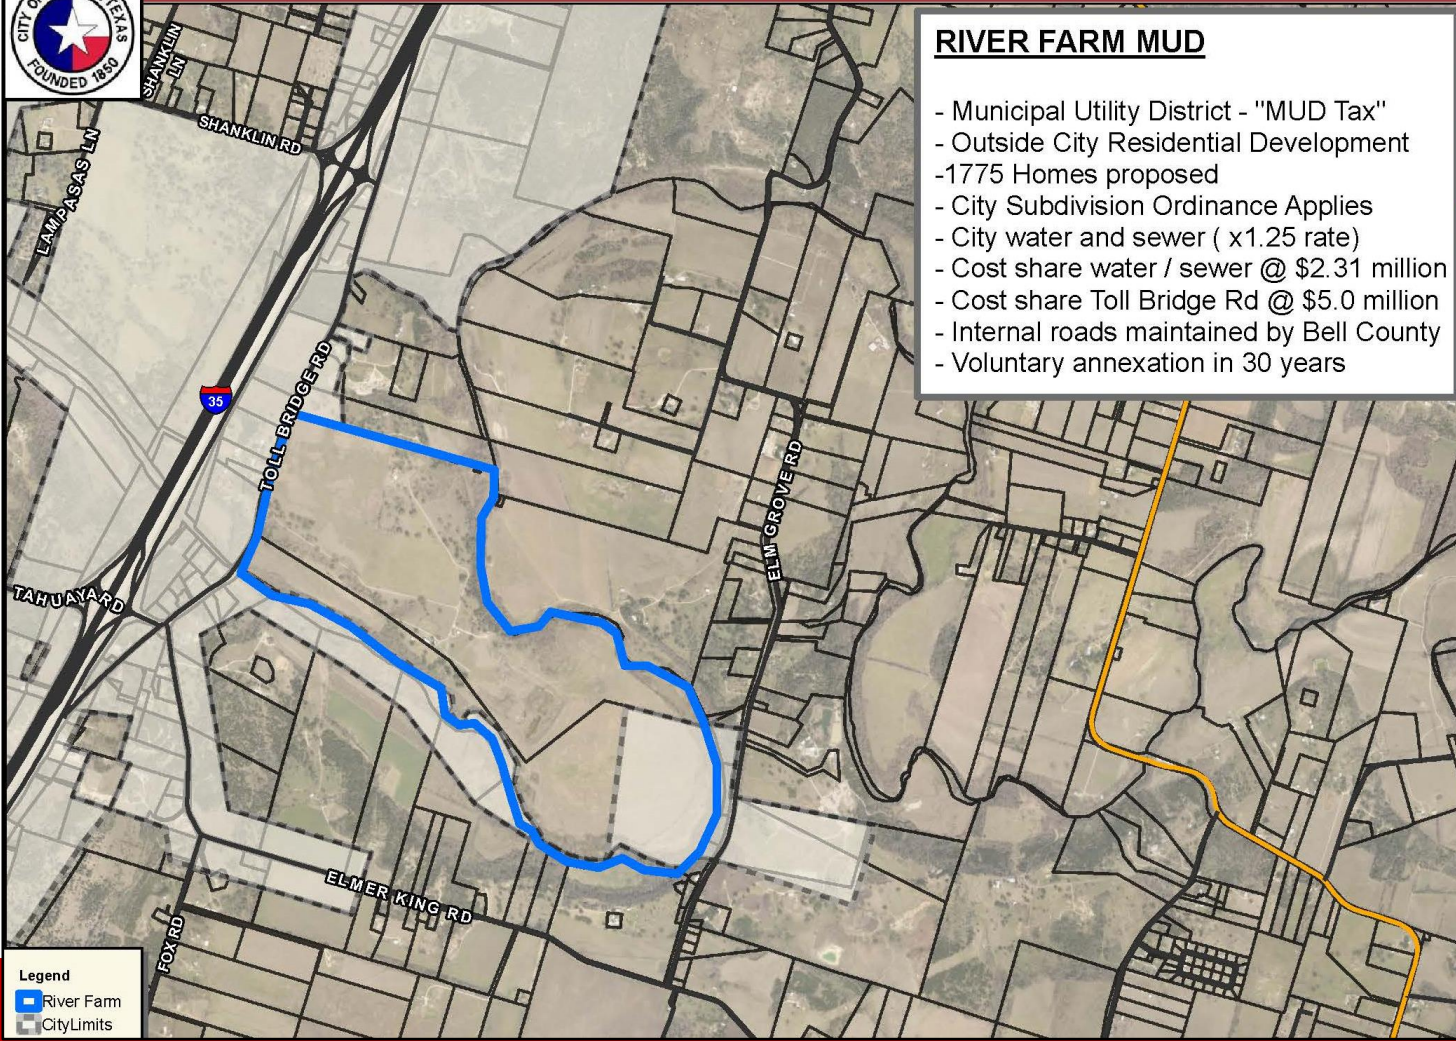 CITY O
TEXAS
FOUNDED 1850
RIVER FARM MUD
- Municipal Utility District - "MUD Tax"
- Outside City Residential Development
-1775 Homes proposed
- City Subdivision Ordinance Applies
- City water and sewer ( x1.25 rate)
- Cost share water / sewer @ $2.31 million
- Cost share Toll Bridge Rd @ $5.0 million
- Internal roads maintained by Bell County
- Voluntary annexation in 30 years
SHANKLIN
LN
SHANKLIN RD
LAMPASAS LN
35
TOLL BRIDGE RD
ELM GROVE RD
TAHUAYA RD
ELMER KING RD
FOX RD
Legend
River Farm
CityLimits